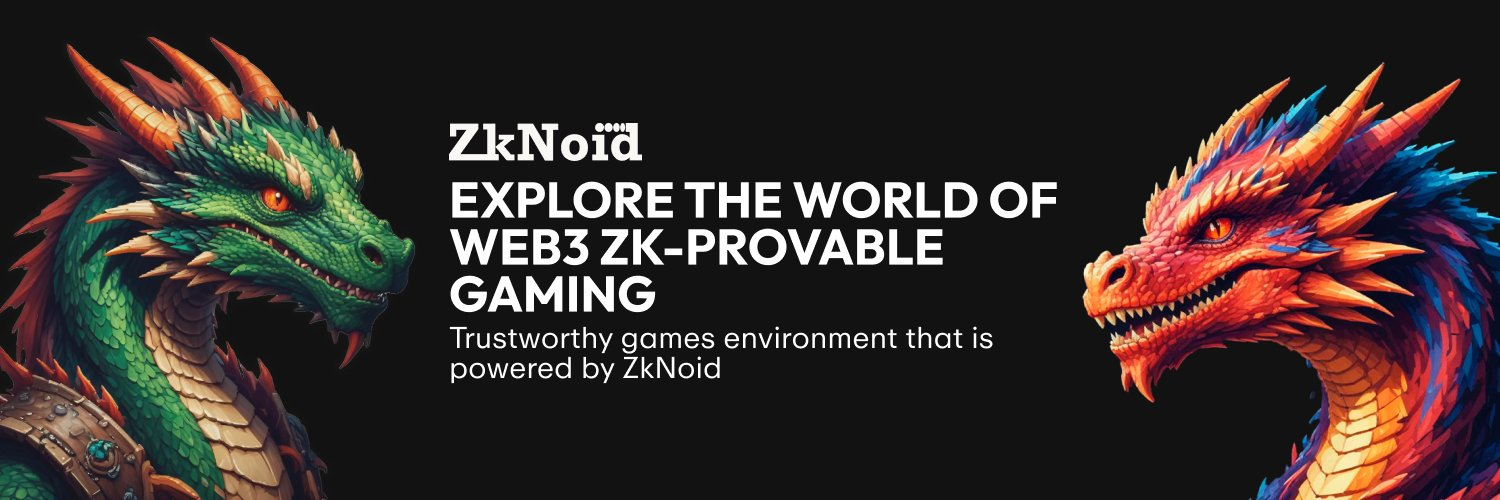 ZkNoid
EXPLORE THE WORLD OF
WEB3 ZK-PROVABLE
GAMING
Trustworthy games environment that is
powered by ZkNoid